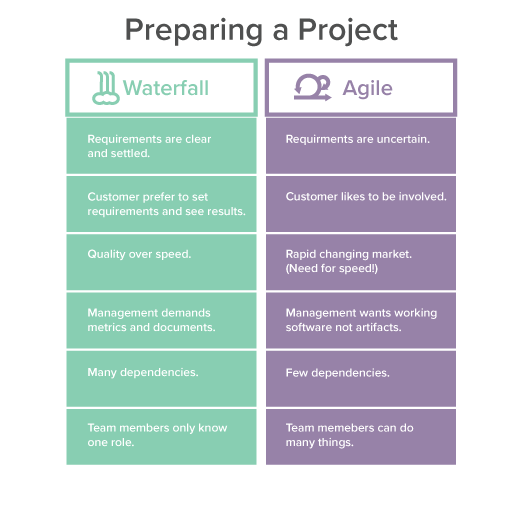 Preparing a Project
Waterfall
Agile
Requirements are clear
and settled.
Requirments are uncertain.
Customer prefer to set
requirements and see results.
Customer likes to be involved.
Quality over speed.
Rapid changing market.
(Need for speed!)
Management demands
metrics and documents.
Management wants working
software not artifacts.
Many dependencies.
Few dependencies.
Team members only know
one role.
Team memebers can do
many things.